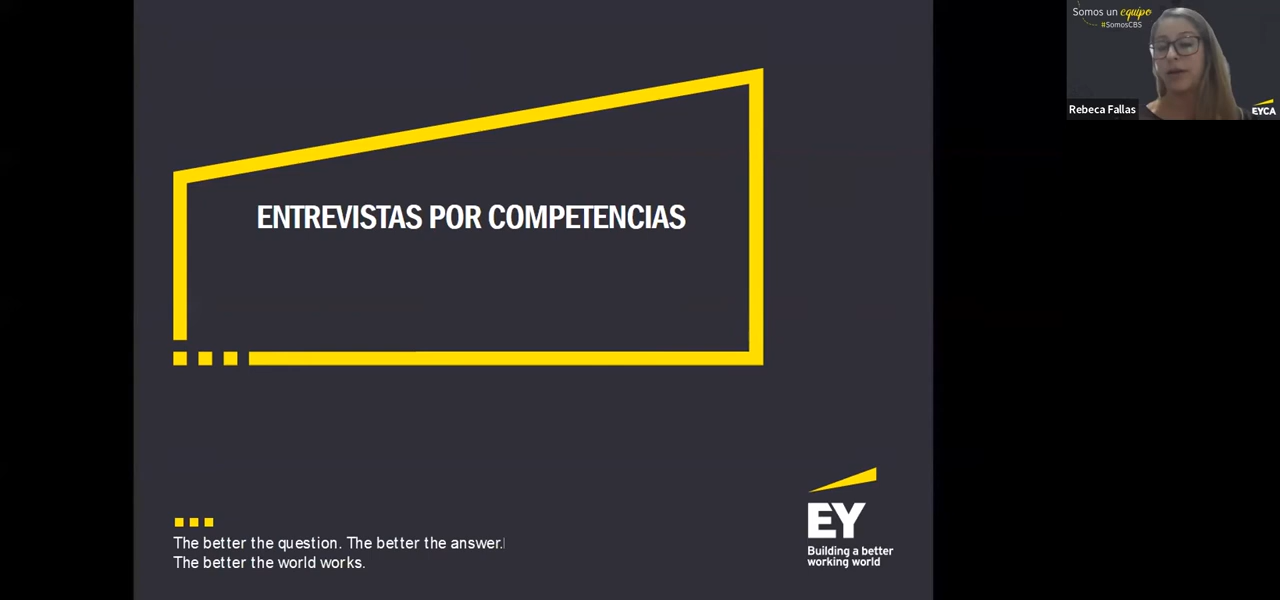 Somos un equipo
#SomosCBS
Rebeca Fallas
EYCA
ENTREVISTAS POR COMPETENCIAS
The better the question. The better the answer.
The better the world works.
EY
Building a better
working world